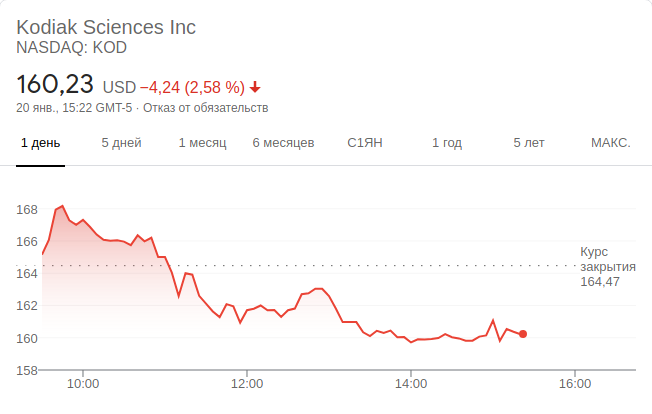 Kodiak Sciences Inc
NASDAQ: KOD
160,23 USD −4,24 (2,58 %)
20 янв., 15:22 GMT-5 · Отказ от обязательств
1 день 5 дней 1 месяц 6 месяцев С1ЯН 1 год 5 лет МАКС.
168
166
Курс
закрытия
164,47
164
162
160
158
10:00 12:00 14:00 16:00